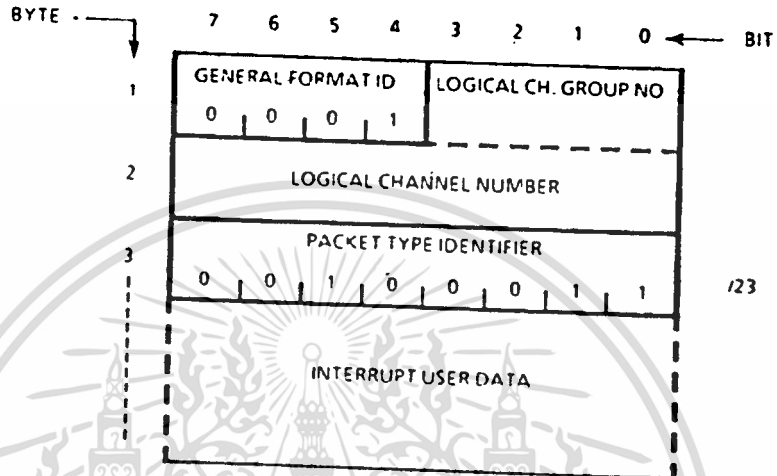 BYTE 7 6 5 4 3 2 1 0 BIT
1 GENERAL FORMAT ID LOGICAL CH. GROUP NO
0 0 0 1
2 LOGICAL CHANNEL NUMBER
3 PACKET TYPE IDENTIFIER
0 0 1 0 0 0 1 1 /23
INTERRUPT USER DATA